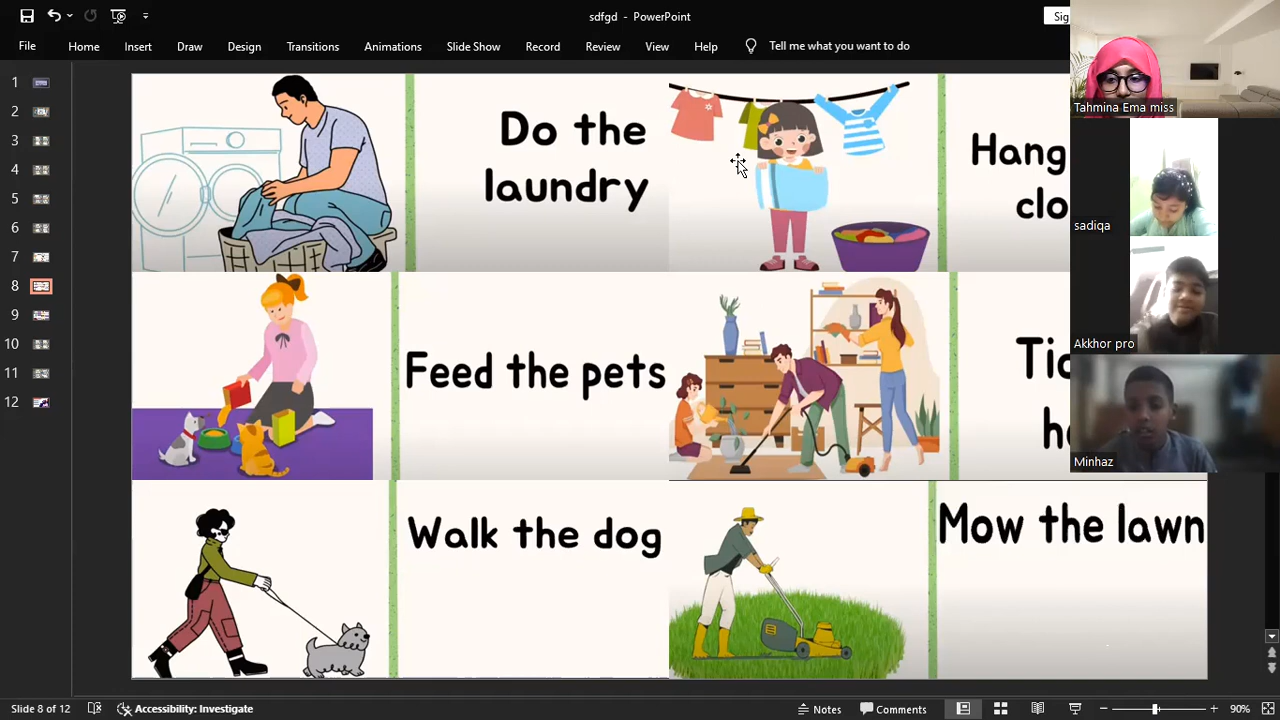 sdfgd - PowerPoint
Sig
File Home Insert Draw Design Transitions Animations Slide Show Record Review View Help Tell me what you want to do
Tahmina Ema miss
sadiqa
Akkhor pro
Minhaz
1
2
3
4
5
6
7
8
9
10
11
12
Do the
laundry
Hang
clo
Feed the pets
Walk the dog
Mow the lawn
Slide 8 of 12 Accessibility: Investigate Notes Comments 90%